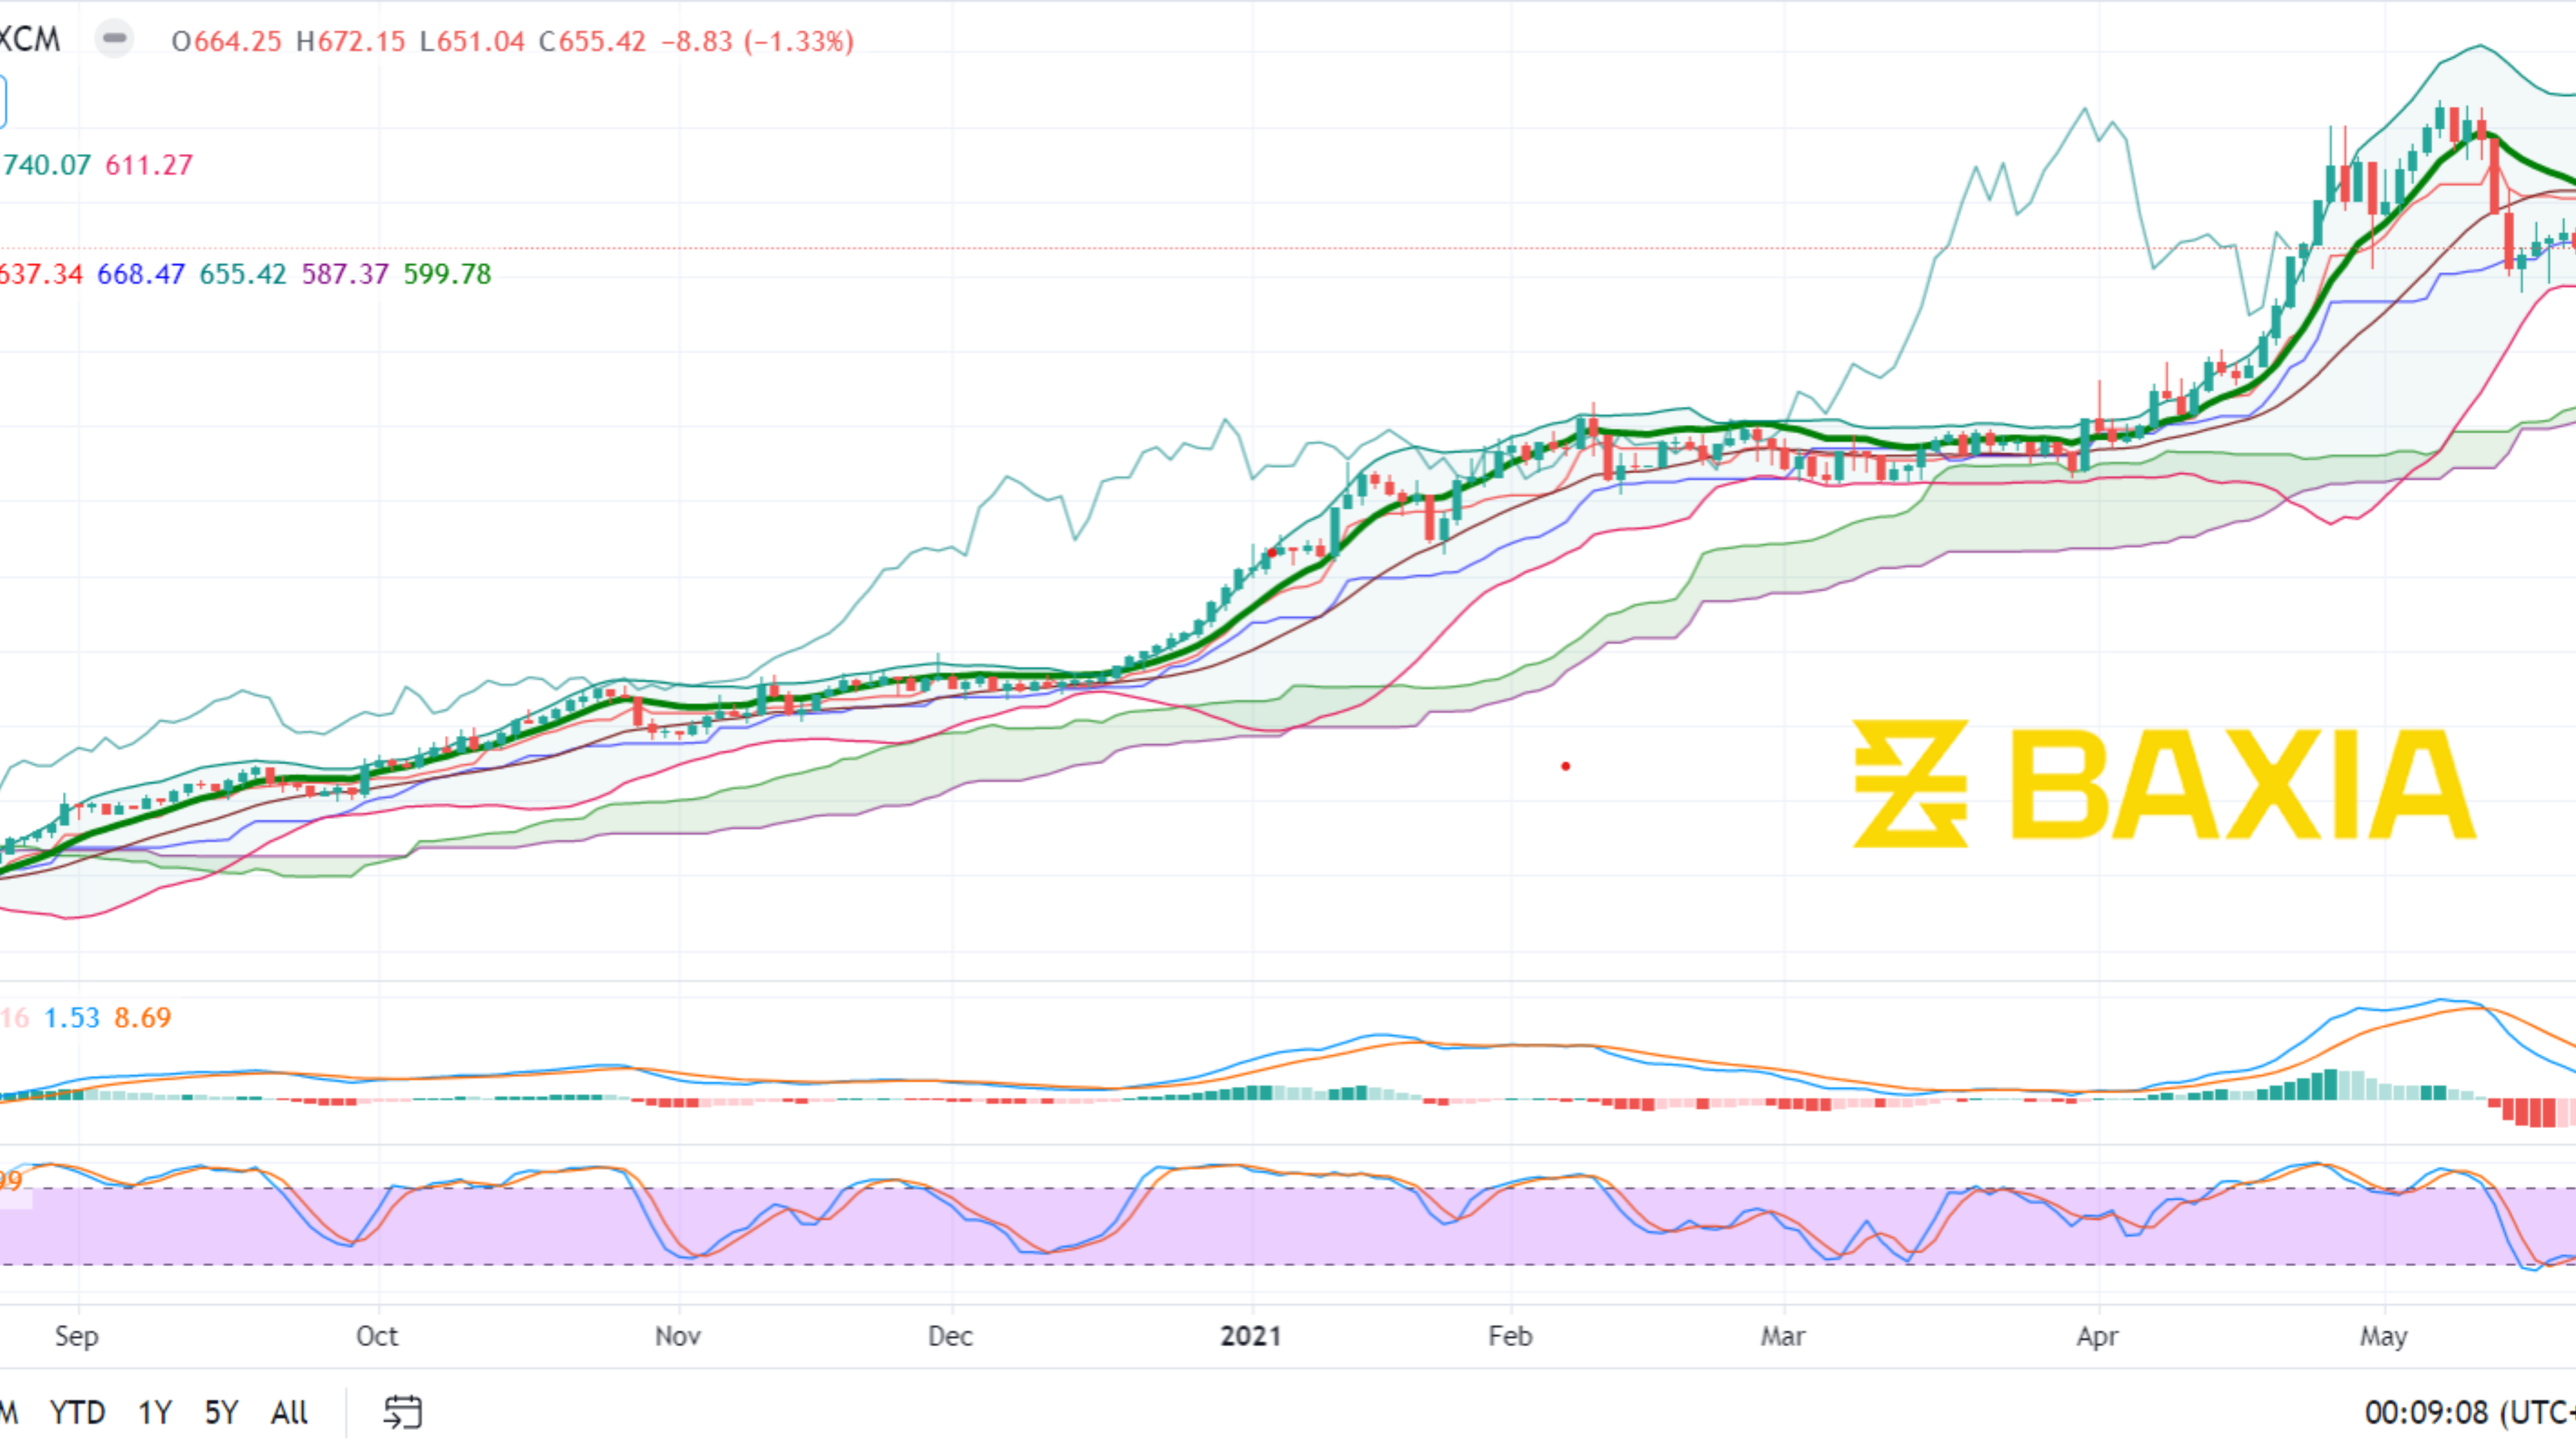 XCM O664.25 H672.15 L651.04 C655.42 −8.83 (−1.33%)
740.07 611.27
637.34 668.47 655.42 587.37 599.78
BAXIA
16 1.53 8.69
99
Sep Oct Nov Dec 2021 Feb Mar Apr May
M YTD 1Y 5Y All 00:09:08 (UTC+